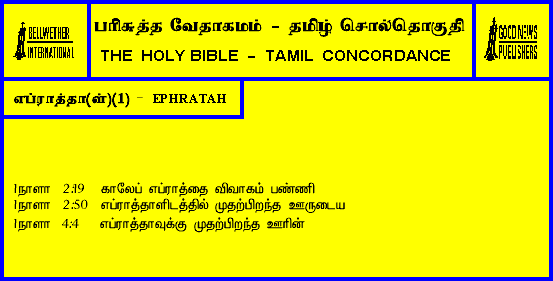 BELLWETHER
INTERNATIONAL
பரிசுத்த வேதாகமம் - தமிழ் சொல்தொகுதி
THE HOLY BIBLE - TAMIL CONCORDANCE
GOOD NEWS
PUBLISHERS
எப்ராத்தா(ள்)(1) - EPHRATAH
1நாளா 2:19 காலேப் எப்ராத்தை விவாகம் பண்ணி
1நாளா 2:50 எப்ராத்தாளிடத்தில் முதற்பிறந்த ஊருடைய
1நாளா 4:4 எப்ராத்தாவுக்கு முதற்பிறந்த ஊரின்